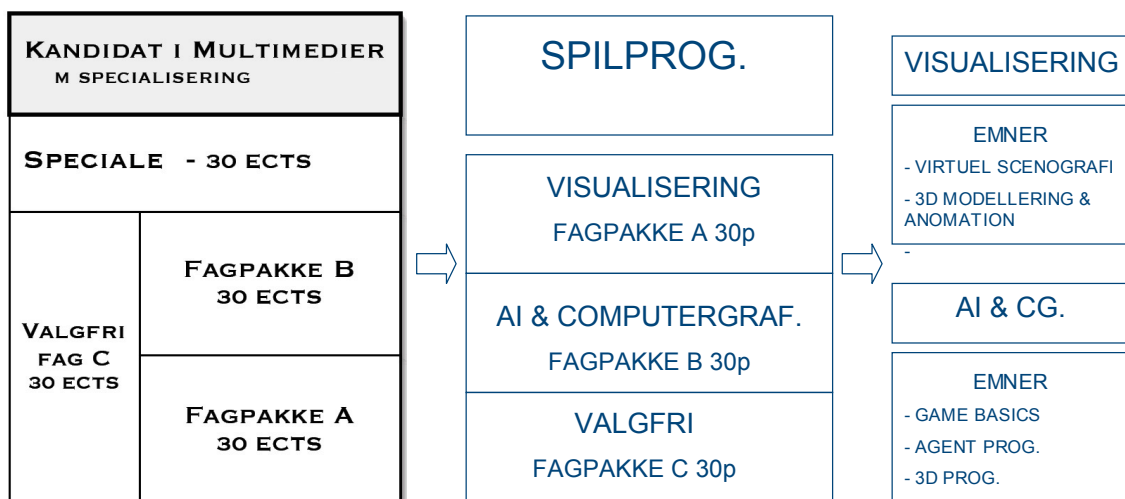 KANDIDAT I MULTIMEDIER
M SPECIALISERING
SPECIALE - 30 ECTS
VALGFRI
FAG C
30 ECTS
FAGPAKKE B
30 ECTS
FAGPAKKE A
30 ECTS
SPILPROG.
VISUALISERING
FAGPAKKE A 30p
AI & COMPUTERGRAF.
FAGPAKKE B 30p
VALGFRI
FAGPAKKE C 30p
VISUALISERING
EMNER
- VIRTUEL SCENOGRAFI
- 3D MODELLERING &
ANOMATION
-
AI & CG.
EMNER
- GAME BASICS
- AGENT PROG.
- 3D PROG.